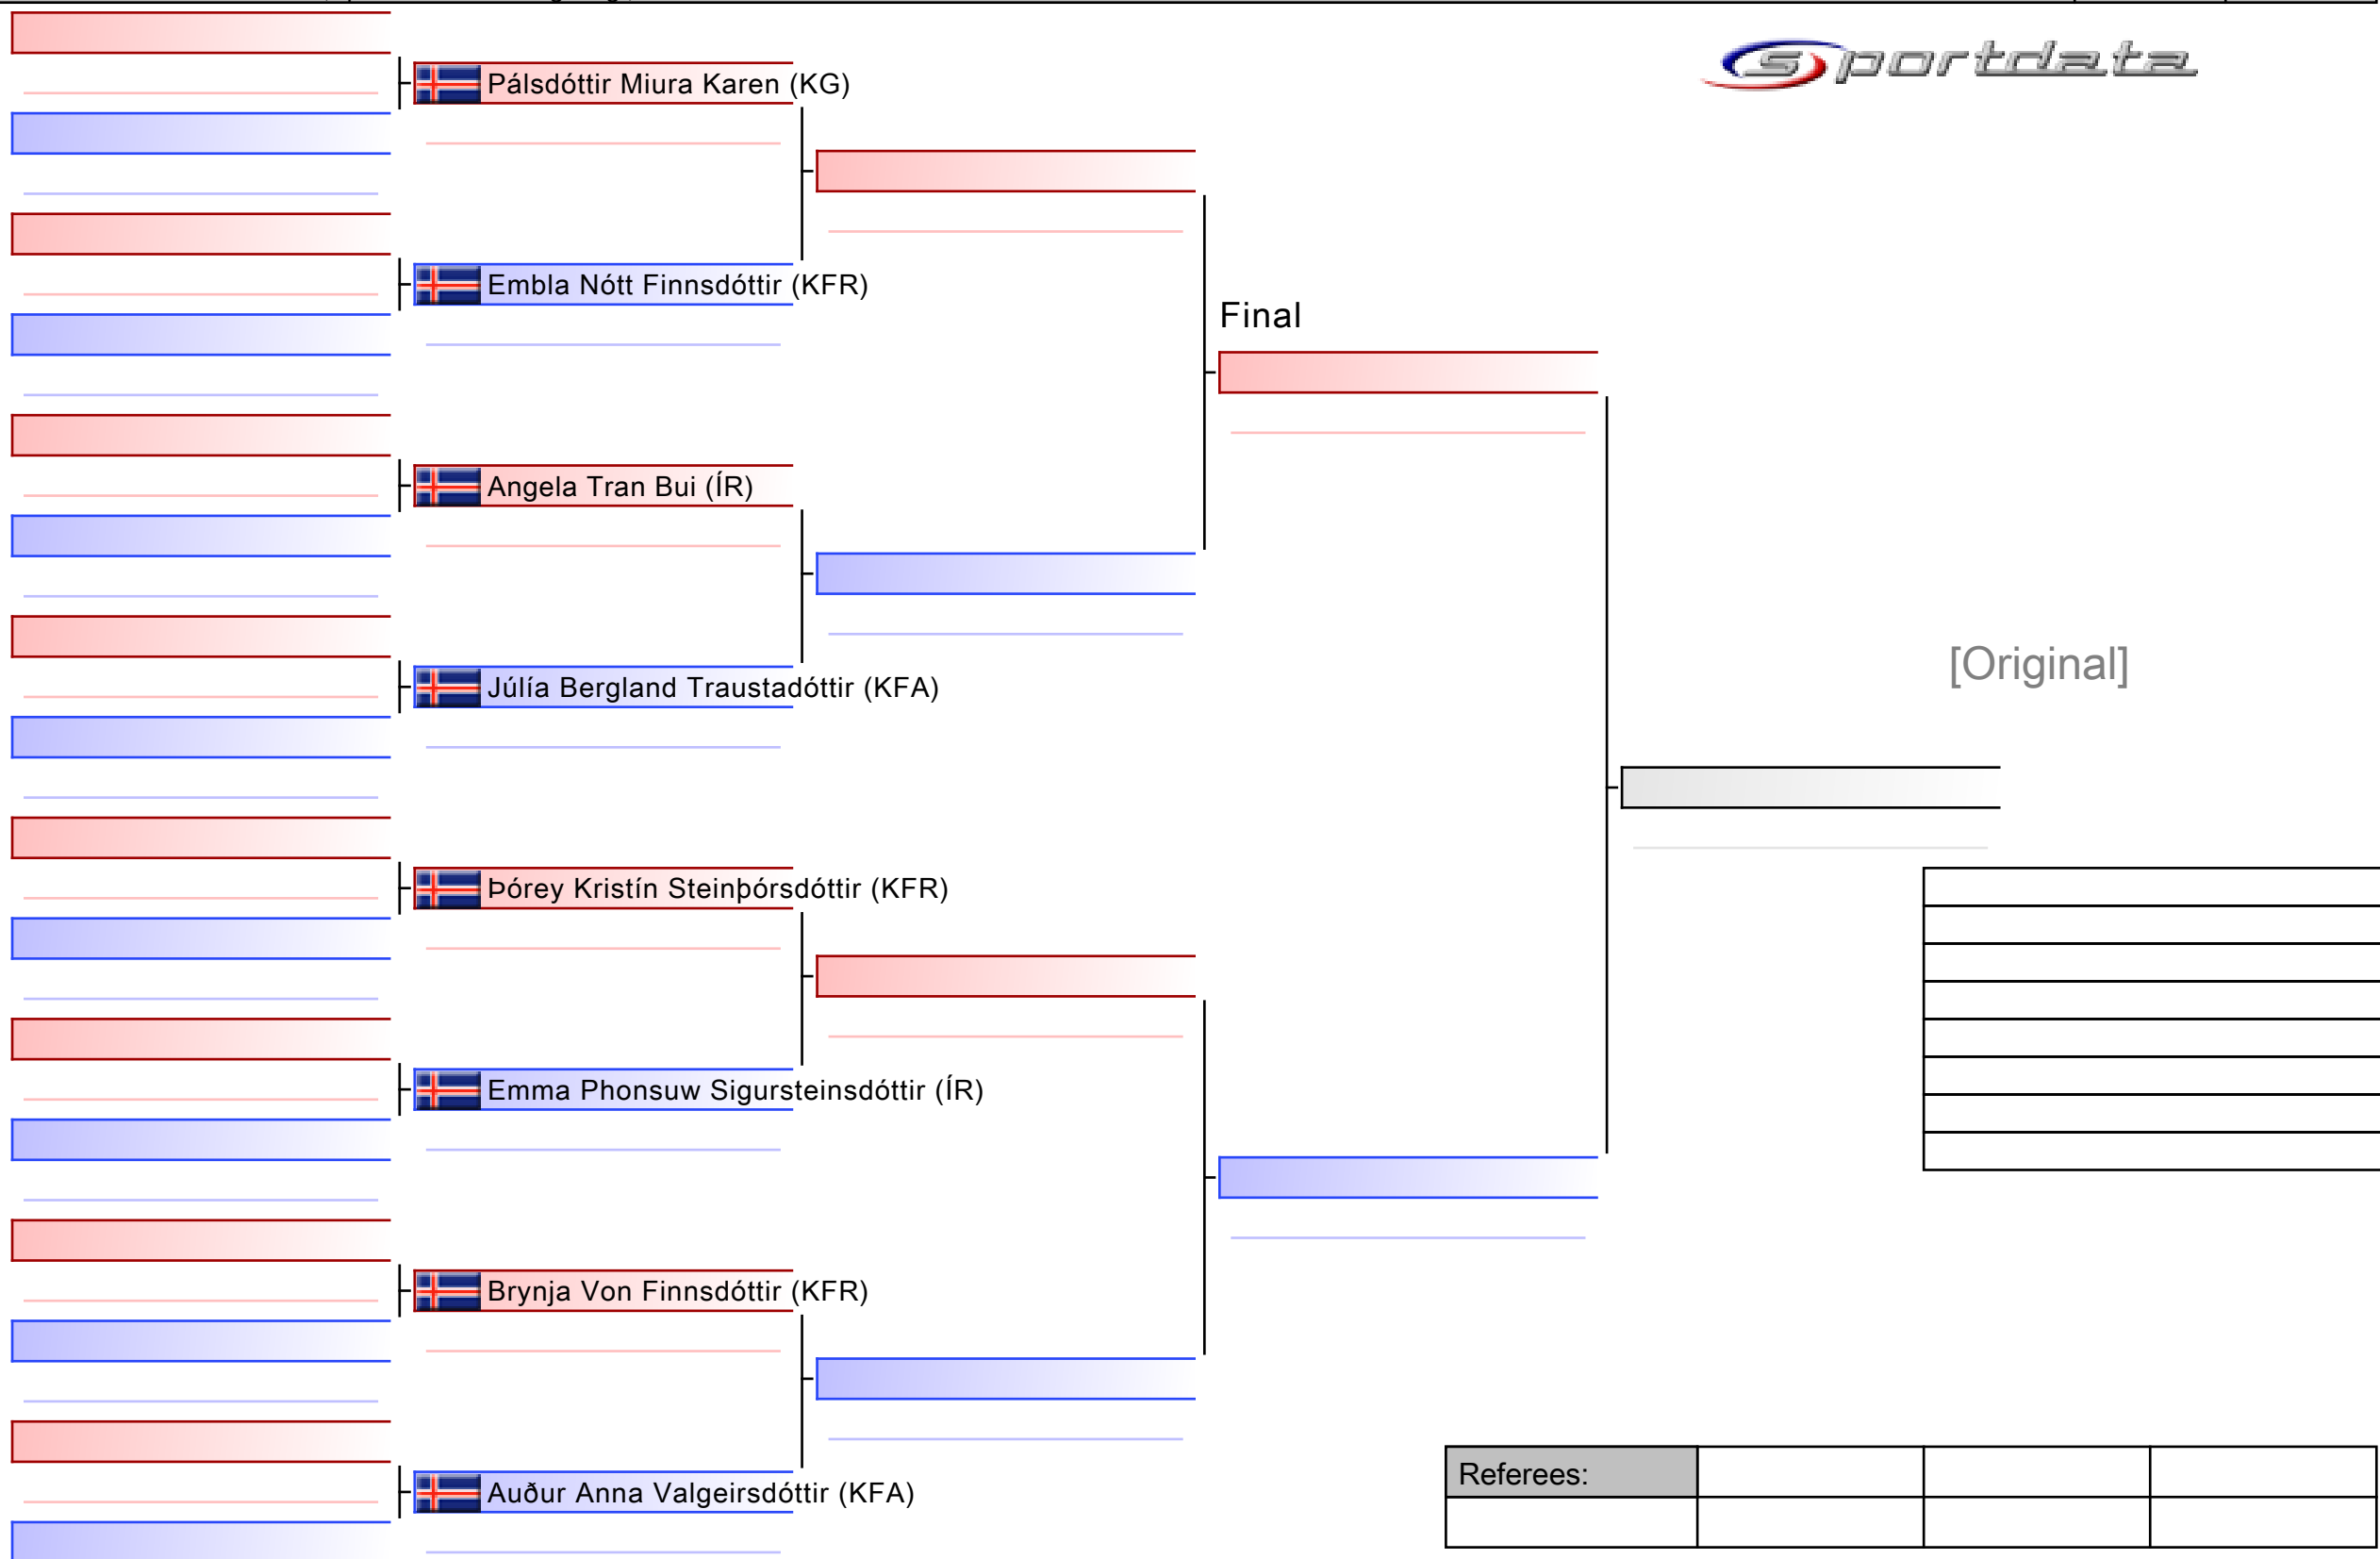 sportdata
Pálsdóttir Miura Karen (KG)
Embla Nótt Finnsdóttir (KFR)
Final
Angela Tran Bui (ÍR)
[Original]
Júlía Bergland Traustadóttir (KFA)
Þórey Kristín Steinþórsdóttir (KFR)
Emma Phonsuw Sigursteinsdóttir (ÍR)
Brynja Von Finnsdóttir (KFR)
Referees:
Auður Anna Valgeirsdóttir (KFA)